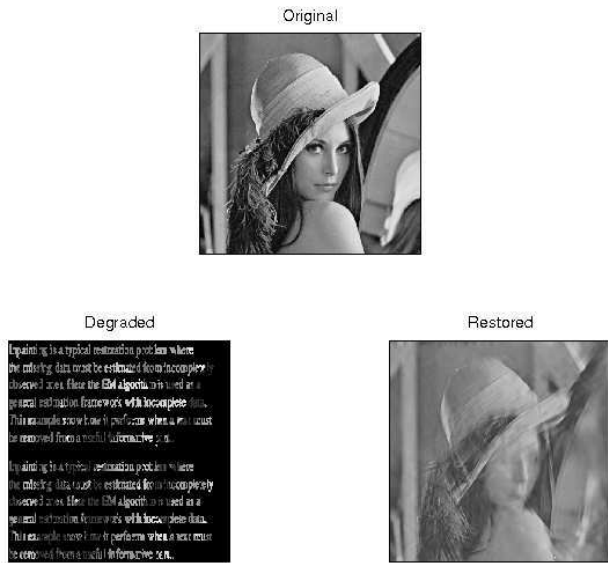 Original
Degraded
Restored
Inpainting is a typical restoration problem where
the missing data must be estimated from incompletely
observed ones. Here the EM algorithm is used as a
general estimation framework with incomplete data.
This example show how it performs when a text must
be removed from a useful informative part.
Inpainting is a typical restoration problem where
the missing data must be estimated from incompletely
observed ones. Here the EM algorithm is used as a
general estimation framework with incomplete data.
This example show how it performs when a text must
be removed from a useful informative part.